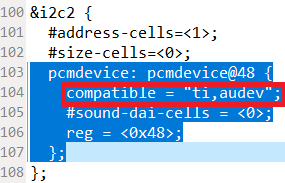 100 &i2c2 {
101 #address-cells=<1>;
102 #size-cells=<0>;
103 pcmdevice: pcmdevice@48 {
104 compatible = "ti,audev";
105 #sound-dai-cells = <0>;
106 reg = <0x48>;
107 };
108 };